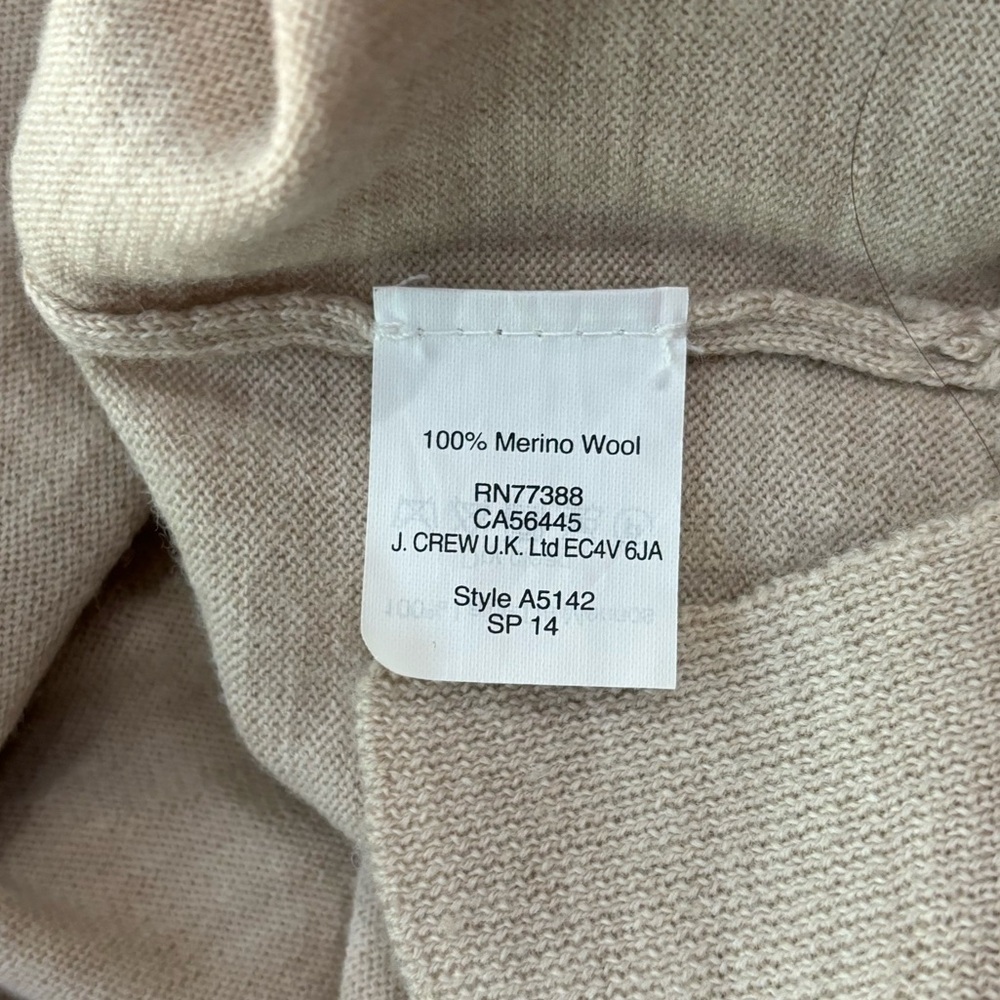 100% Merino Wool
RN77388
CA56445
J. CREW U.K. Ltd EC4V 6JA
Style A5142
SP 14